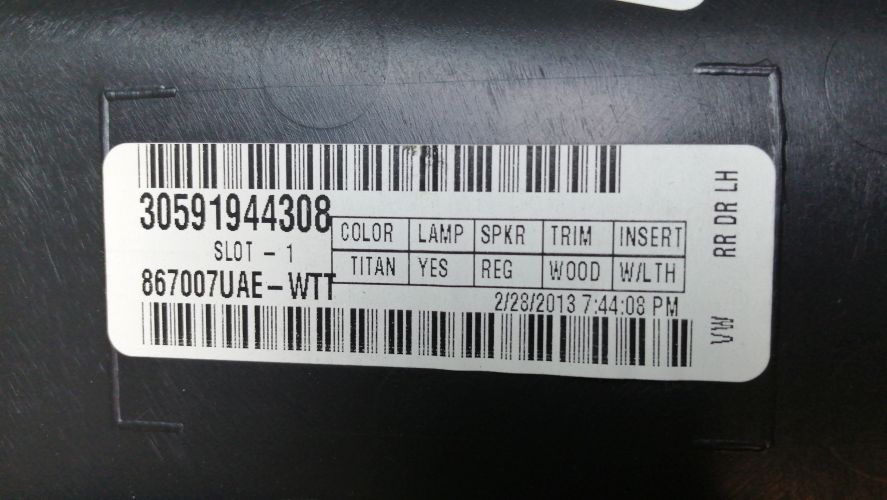 30591944308
SLOT - 1
867007UAE-WTT
COLOR LAMP SPKR TRIM INSERT
TITAN YES REG WOOD W/LTH
2/28/2013 7:44:08 PM
VW RR DR LH